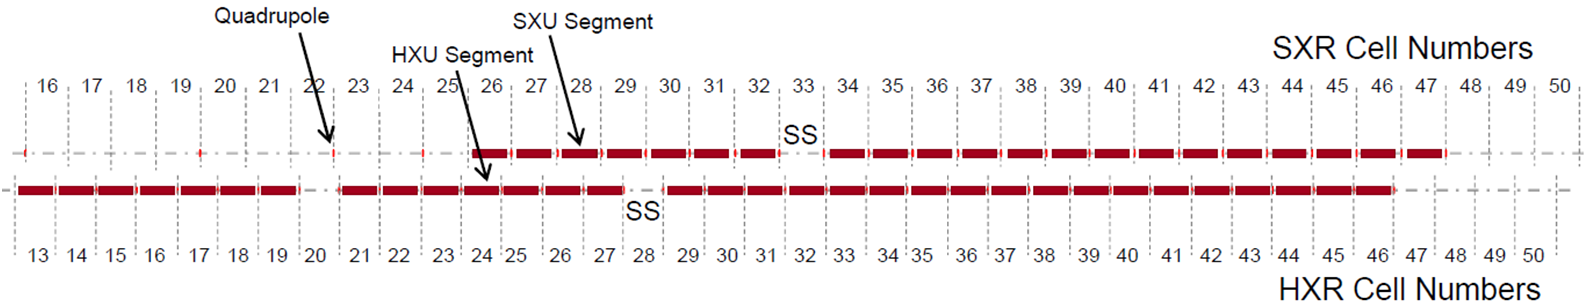 Quadrupole
SXU Segment
HXU Segment
SXR Cell Numbers
16 17 18 19 20 21 22 23 24 25 26 27 28 29 30 31 32 33 34 35 36 37 38 39 40 41 42 43 44 45 46 47 48 49 50
SS
SS
13 14 15 16 17 18 19 20 21 22 23 24 25 26 27 28 29 30 31 32 33 34 35 36 37 38 39 40 41 42 43 44 45 46 47 48 49 50
HXR Cell Numbers